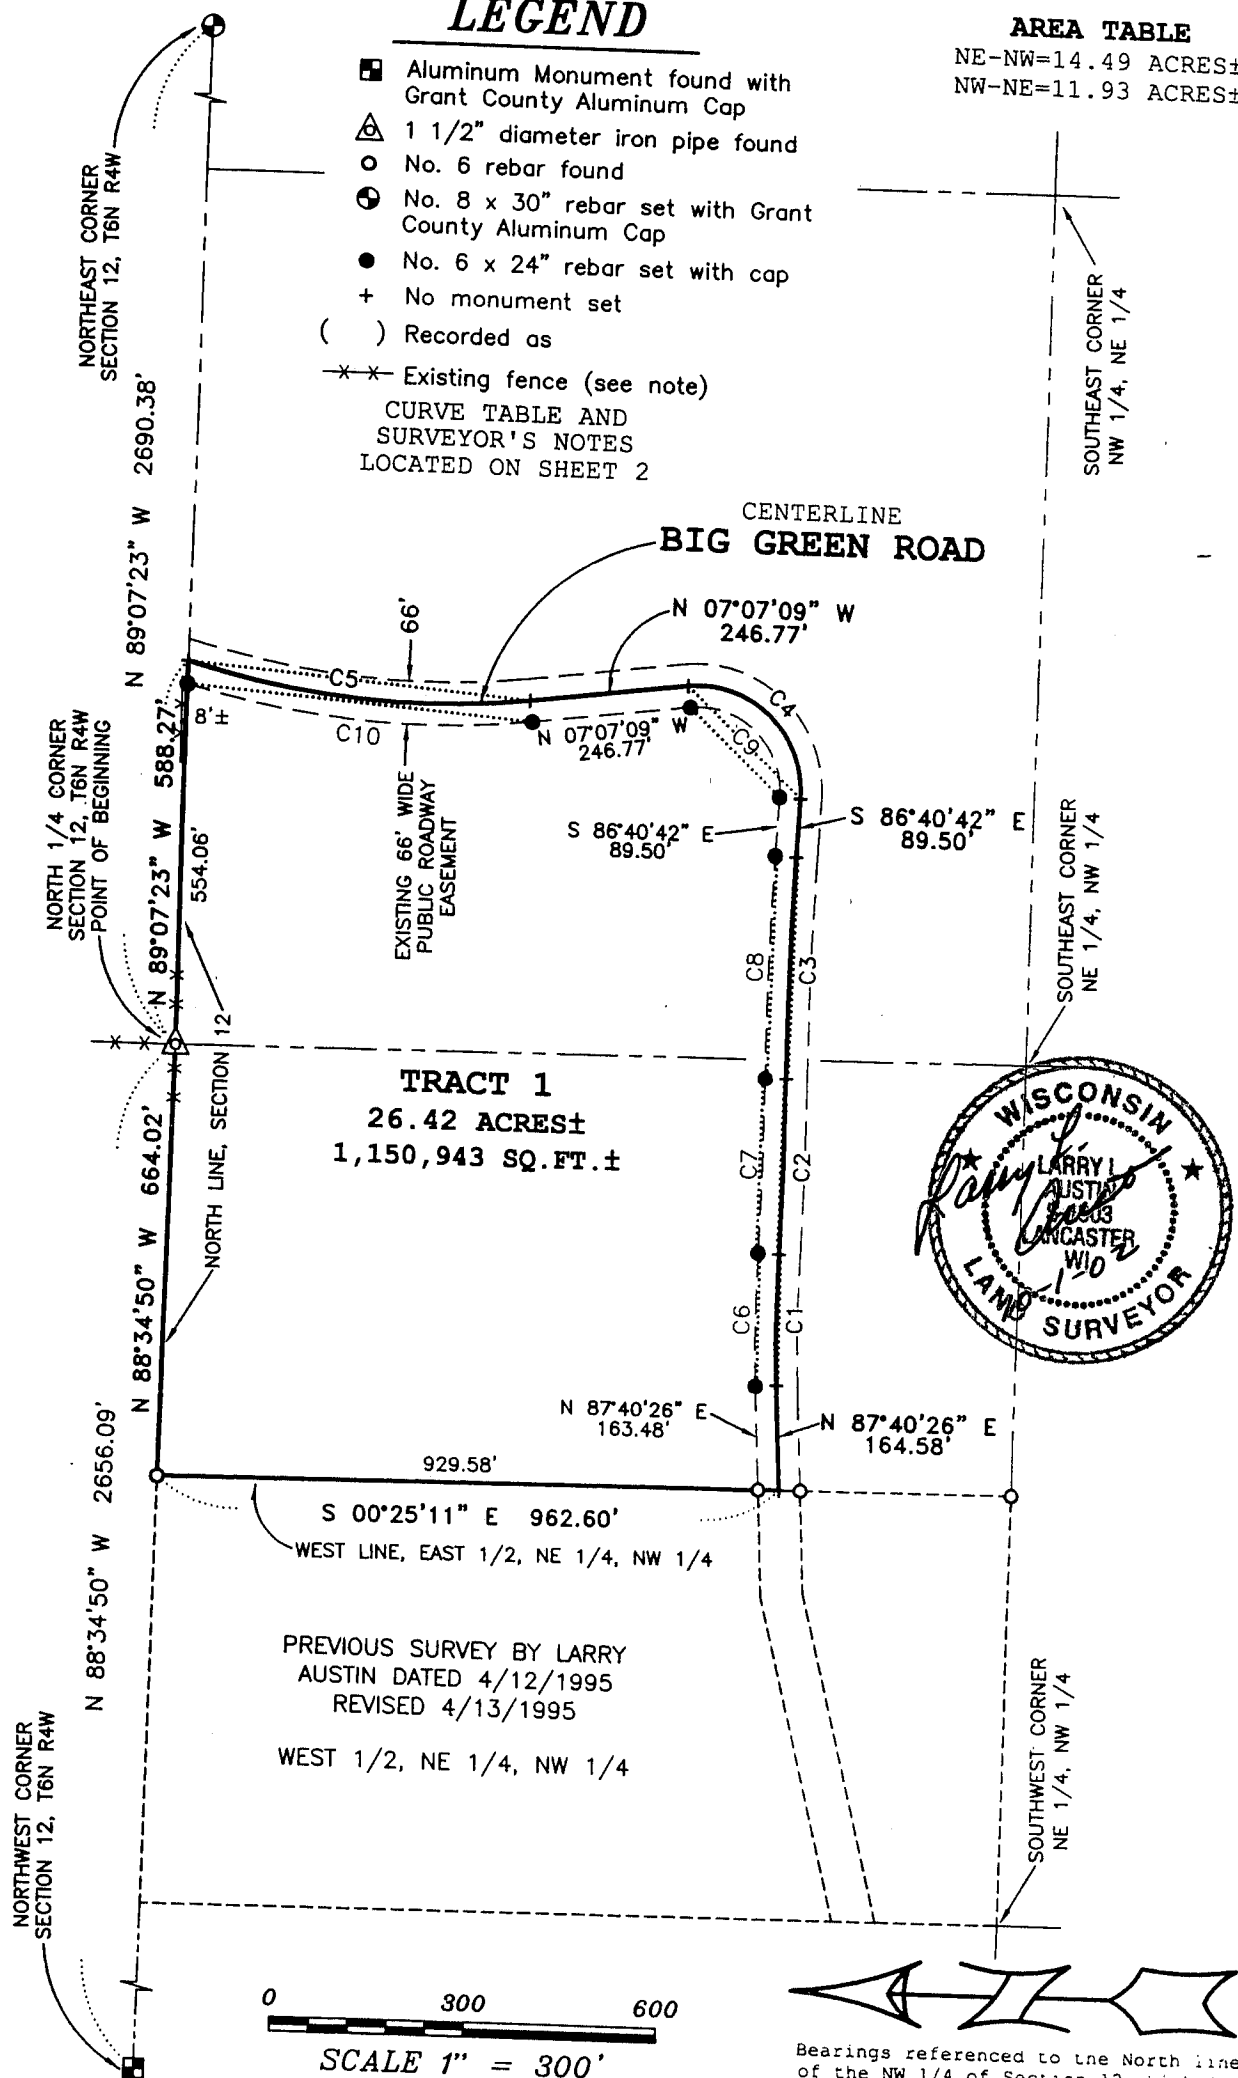 LEGEND
Aluminum Monument found with
Grant County Aluminum Cap
1 1/2" diameter iron pipe found
No. 6 rebar found
No. 8 x 30" rebar set with Grant
County Aluminum Cap
No. 6 x 24" rebar set with cap
No monument set
( ) Recorded as
Existing fence (see note)
CURVE TABLE AND
SURVEYOR'S NOTES
LOCATED ON SHEET 2
AREA TABLE
NE-NW=14.49 ACRES±
NW-NE=11.93 ACRES±
NORTHEAST CORNER
SECTION 12, T6N R4W
SOUTHEAST CORNER
NW 1/4, NE 1/4
N 89°07'23" W 2690.38'
CENTERLINE
BIG GREEN ROAD
66'
N 07°07'09" W
246.77'
C5
C4
C10
8'±
N 07°07'09" W
246.77'
C9
NORTH 1/4 CORNER
SECTION 12, T6N R4W
POINT OF BEGINNING
N 89°07'23" W 588.27'
554.06'
EXISTING 66' WIDE
PUBLIC ROADWAY
EASEMENT
S 86°40'42" E
89.50'
S 86°40'42" E
89.50'
SOUTHEAST CORNER
NE 1/4, NW 1/4
C8
C3
NORTH LINE, SECTION 12
TRACT 1
26.42 ACRES±
1,150,943 SQ.FT.±
C7
C2
WISCONSIN
LARRY L.
AUSTIN
LANCASTER
WI
LAND SURVEYOR
N 88°34'50" W 664.02'
C6
C1
N 87°40'26" E
163.48'
N 87°40'26" E
164.58'
929.58'
S 00°25'11" E 962.60'
WEST LINE, EAST 1/2, NE 1/4, NW 1/4
N 88°34'50" W 2656.09'
PREVIOUS SURVEY BY LARRY
AUSTIN DATED 4/12/1995
REVISED 4/13/1995
WEST 1/2, NE 1/4, NW 1/4
SOUTHWEST CORNER
NE 1/4, NW 1/4
NORTHWEST CORNER
SECTION 12, T6N R4W
0 300 600
SCALE 1" = 300'
N
Bearings referenced to the North line
of the NW 1/4 of Section 12